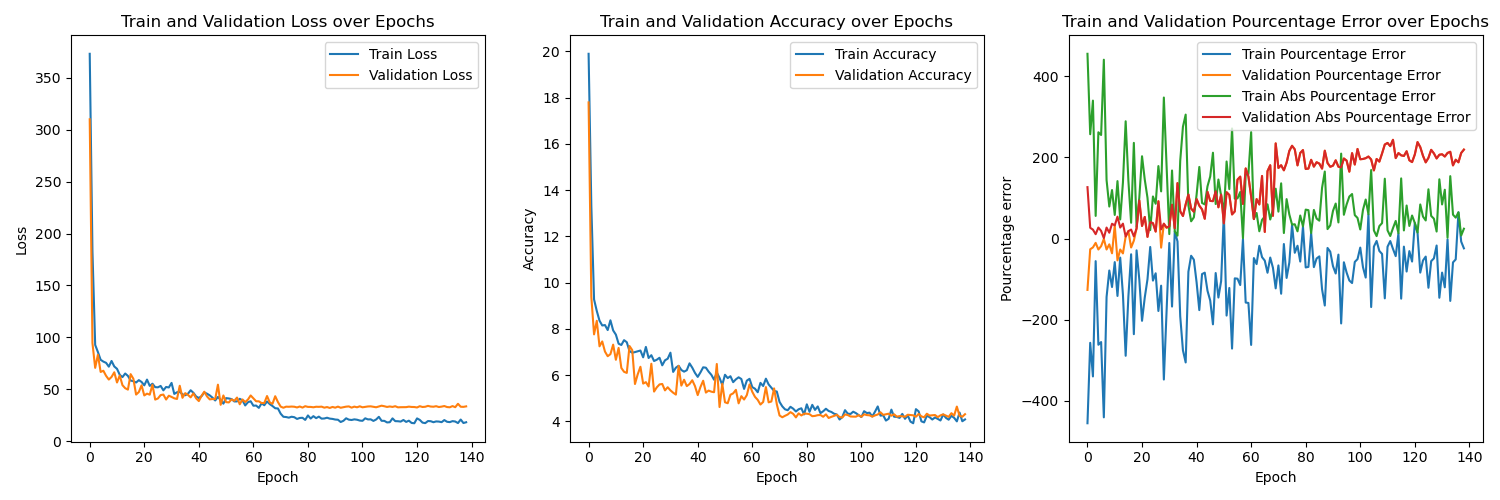 Train and Validation Loss over Epochs
Train Loss
Validation Loss
Loss
350
300
250
200
150
100
50
0
0 20 40 60 80 100 120 140
Epoch
Train and Validation Accuracy over Epochs
Train Accuracy
Validation Accuracy
Accuracy
20
18
16
14
12
10
8
6
4
0 20 40 60 80 100 120 140
Epoch
Train and Validation Pourcentage Error over Epochs
Train Pourcentage Error
Validation Pourcentage Error
Train Abs Pourcentage Error
Validation Abs Pourcentage Error
Pourcentage error
400
200
0
−200
−400
0 20 40 60 80 100 120 140
Epoch